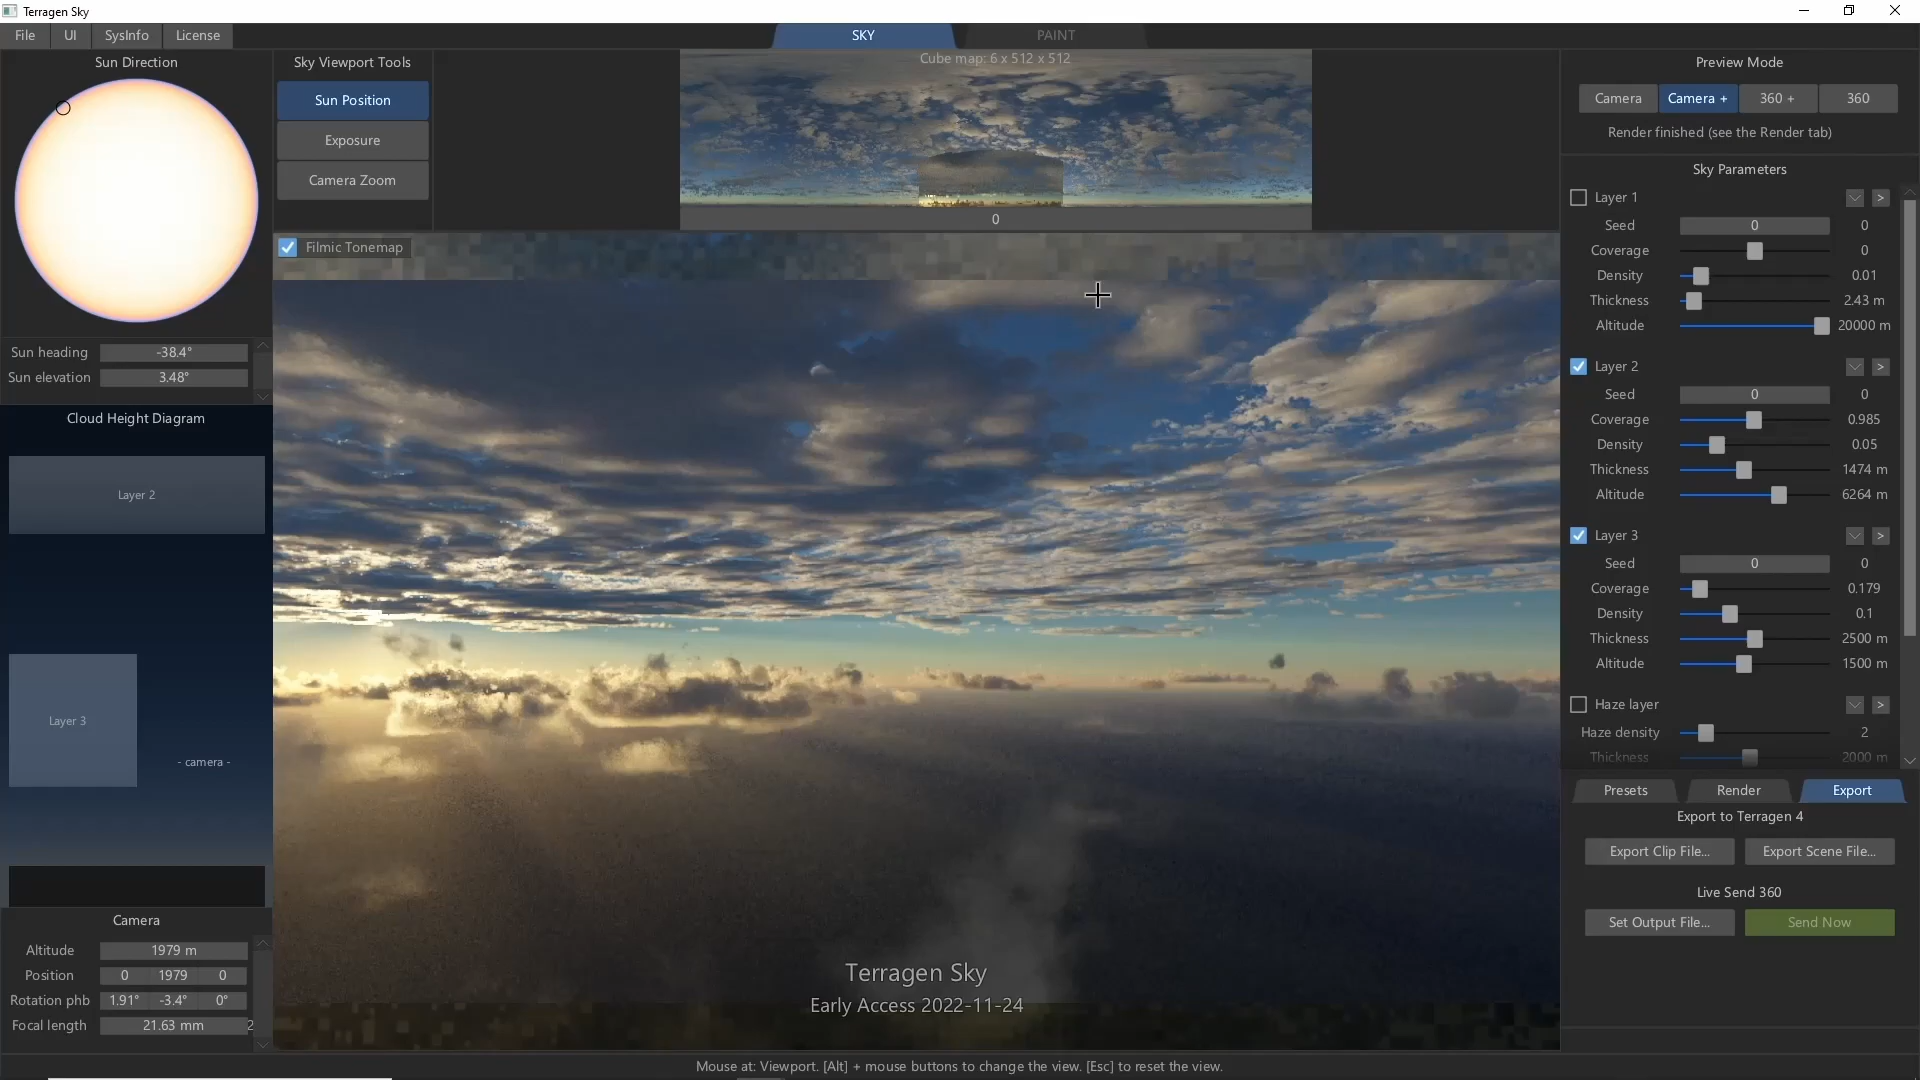 Terragen Sky
File UI SysInfo License SKY PAINT
Sun Direction
Sun heading -38.4°
Sun elevation 3.48°
Cloud Height Diagram
Layer 2
Layer 3
- camera -
Camera
Altitude 1979 m
Position 0 1979 0
Rotation phb 1.91° -3.4° 0°
Focal length 21.63 mm 2
Sky Viewport Tools
Sun Position
Exposure
Camera Zoom
Cube map: 6 x 512 x 512
0
Filmic Tonemap
Terragen Sky
Early Access 2022-11-24
Preview Mode
Camera Camera + 360 + 360
Render finished (see the Render tab)
Sky Parameters
Layer 1 >
Seed 0 0
Coverage 0
Density 0.01
Thickness 2.43 m
Altitude 20000 m
Layer 2 >
Seed 0 0
Coverage 0.985
Density 0.05
Thickness 1474 m
Altitude 6264 m
Layer 3 >
Seed 0 0
Coverage 0.179
Density 0.1
Thickness 2500 m
Altitude 1500 m
Haze layer >
Haze density 2
Thickness 2000 m
Presets Render Export
Export to Terragen 4
Export Clip File... Export Scene File...
Live Send 360
Set Output File... Send Now
Mouse at: Viewport. [Alt] + mouse buttons to change the view. [Esc] to reset the view.